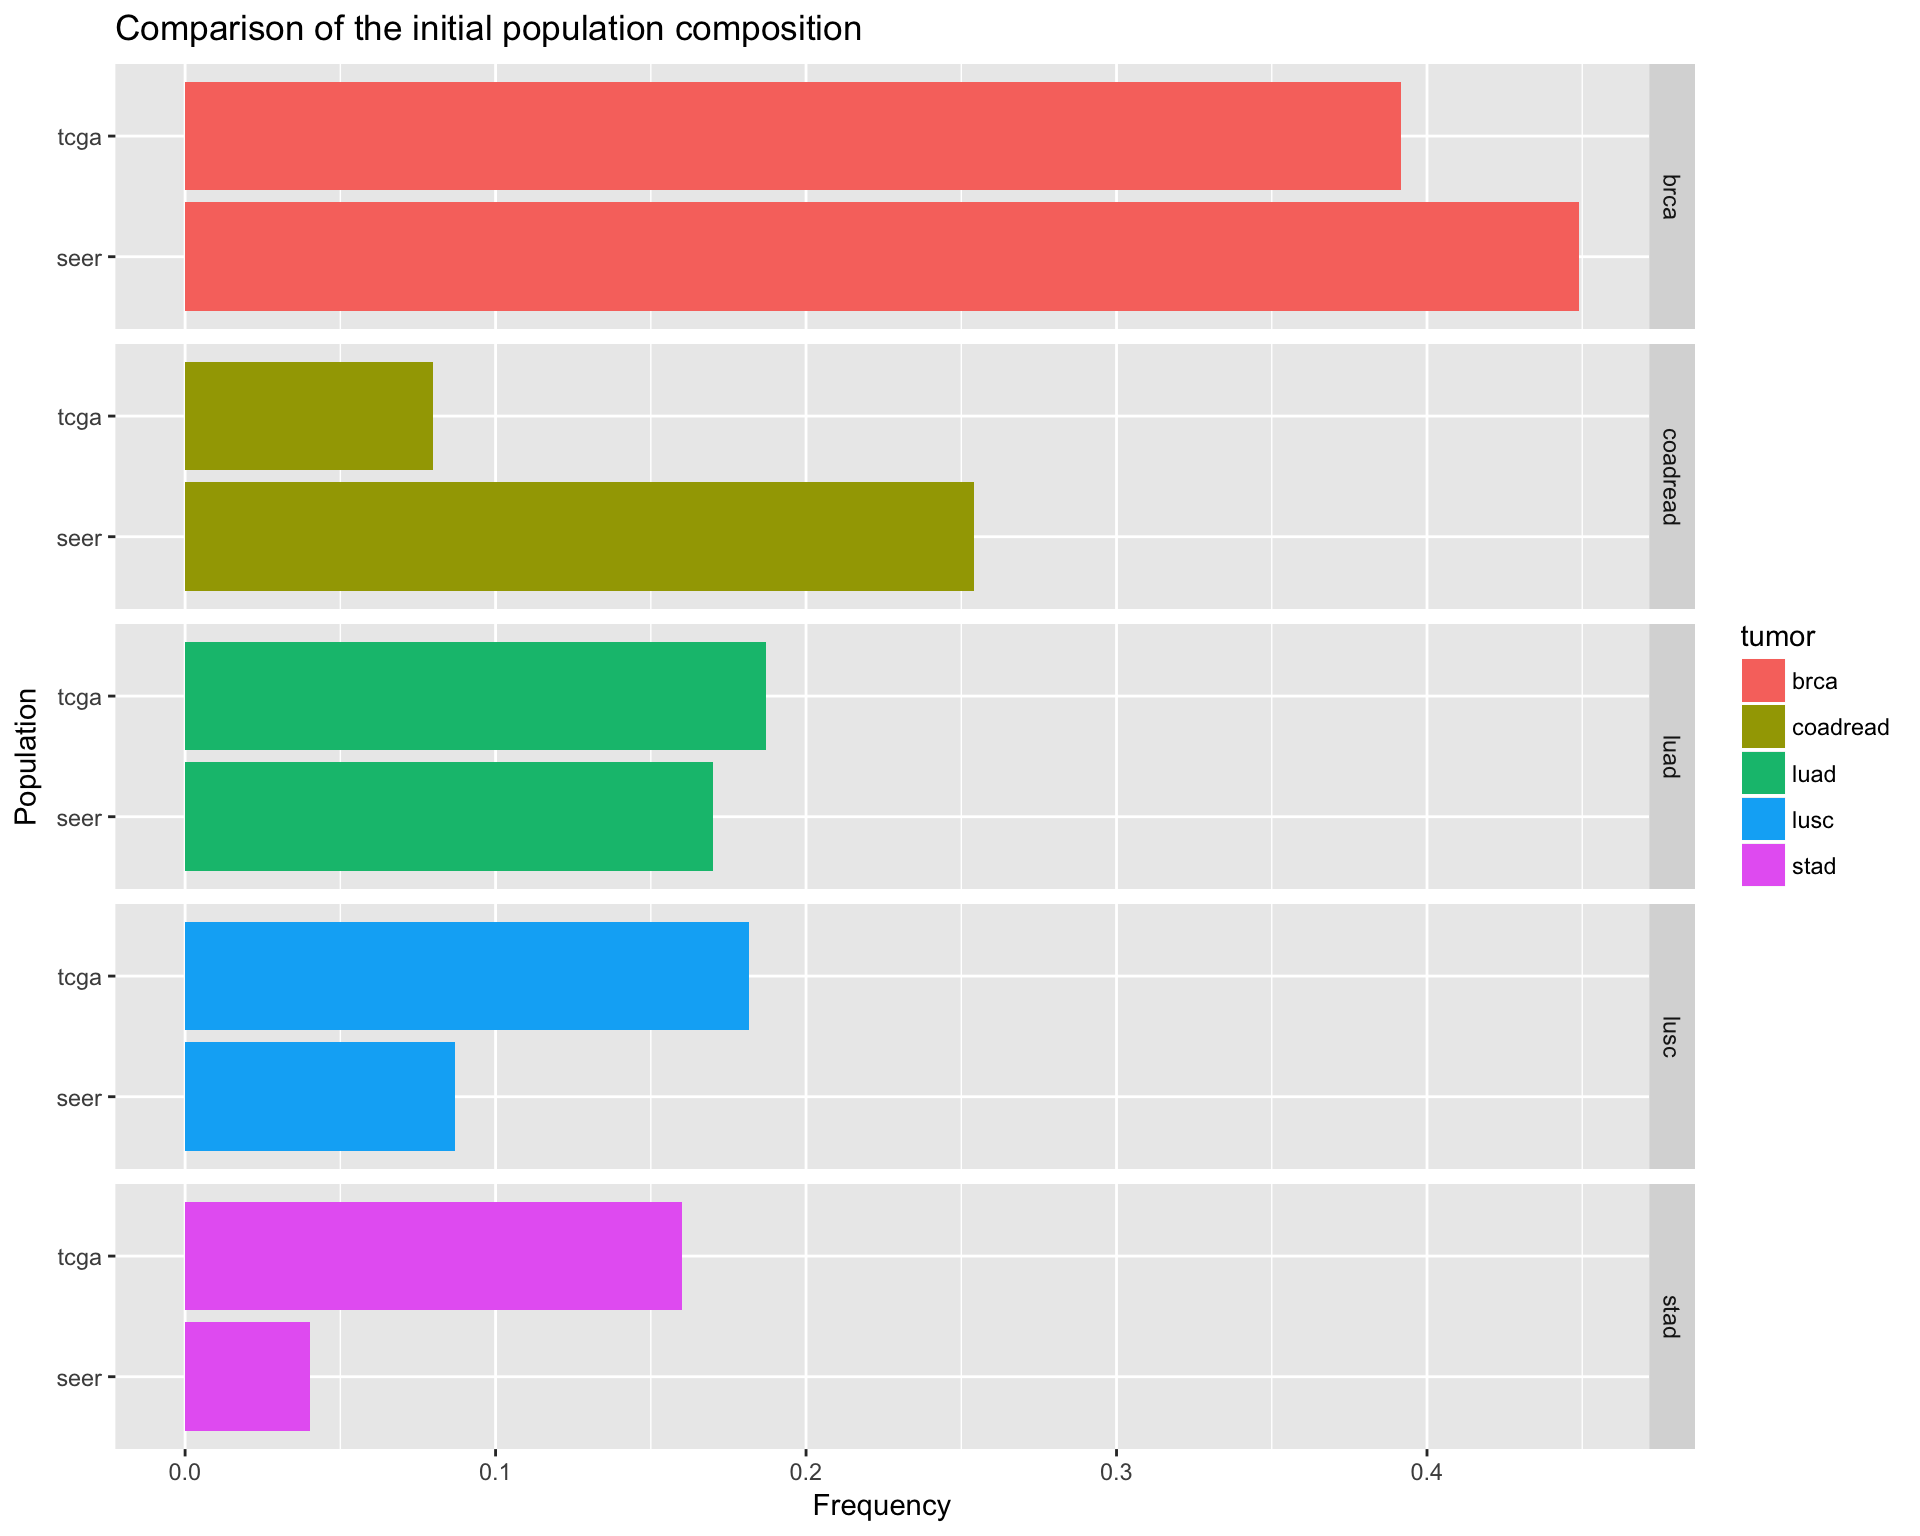 Comparison of the initial population composition
Population
tcga
seer
brca
tcga
seer
coadread
tcga
seer
luad
tcga
seer
lusc
tcga
seer
stad
0.0 0.1 0.2 0.3 0.4
Frequency
tumor
brca
coadread
luad
lusc
stad